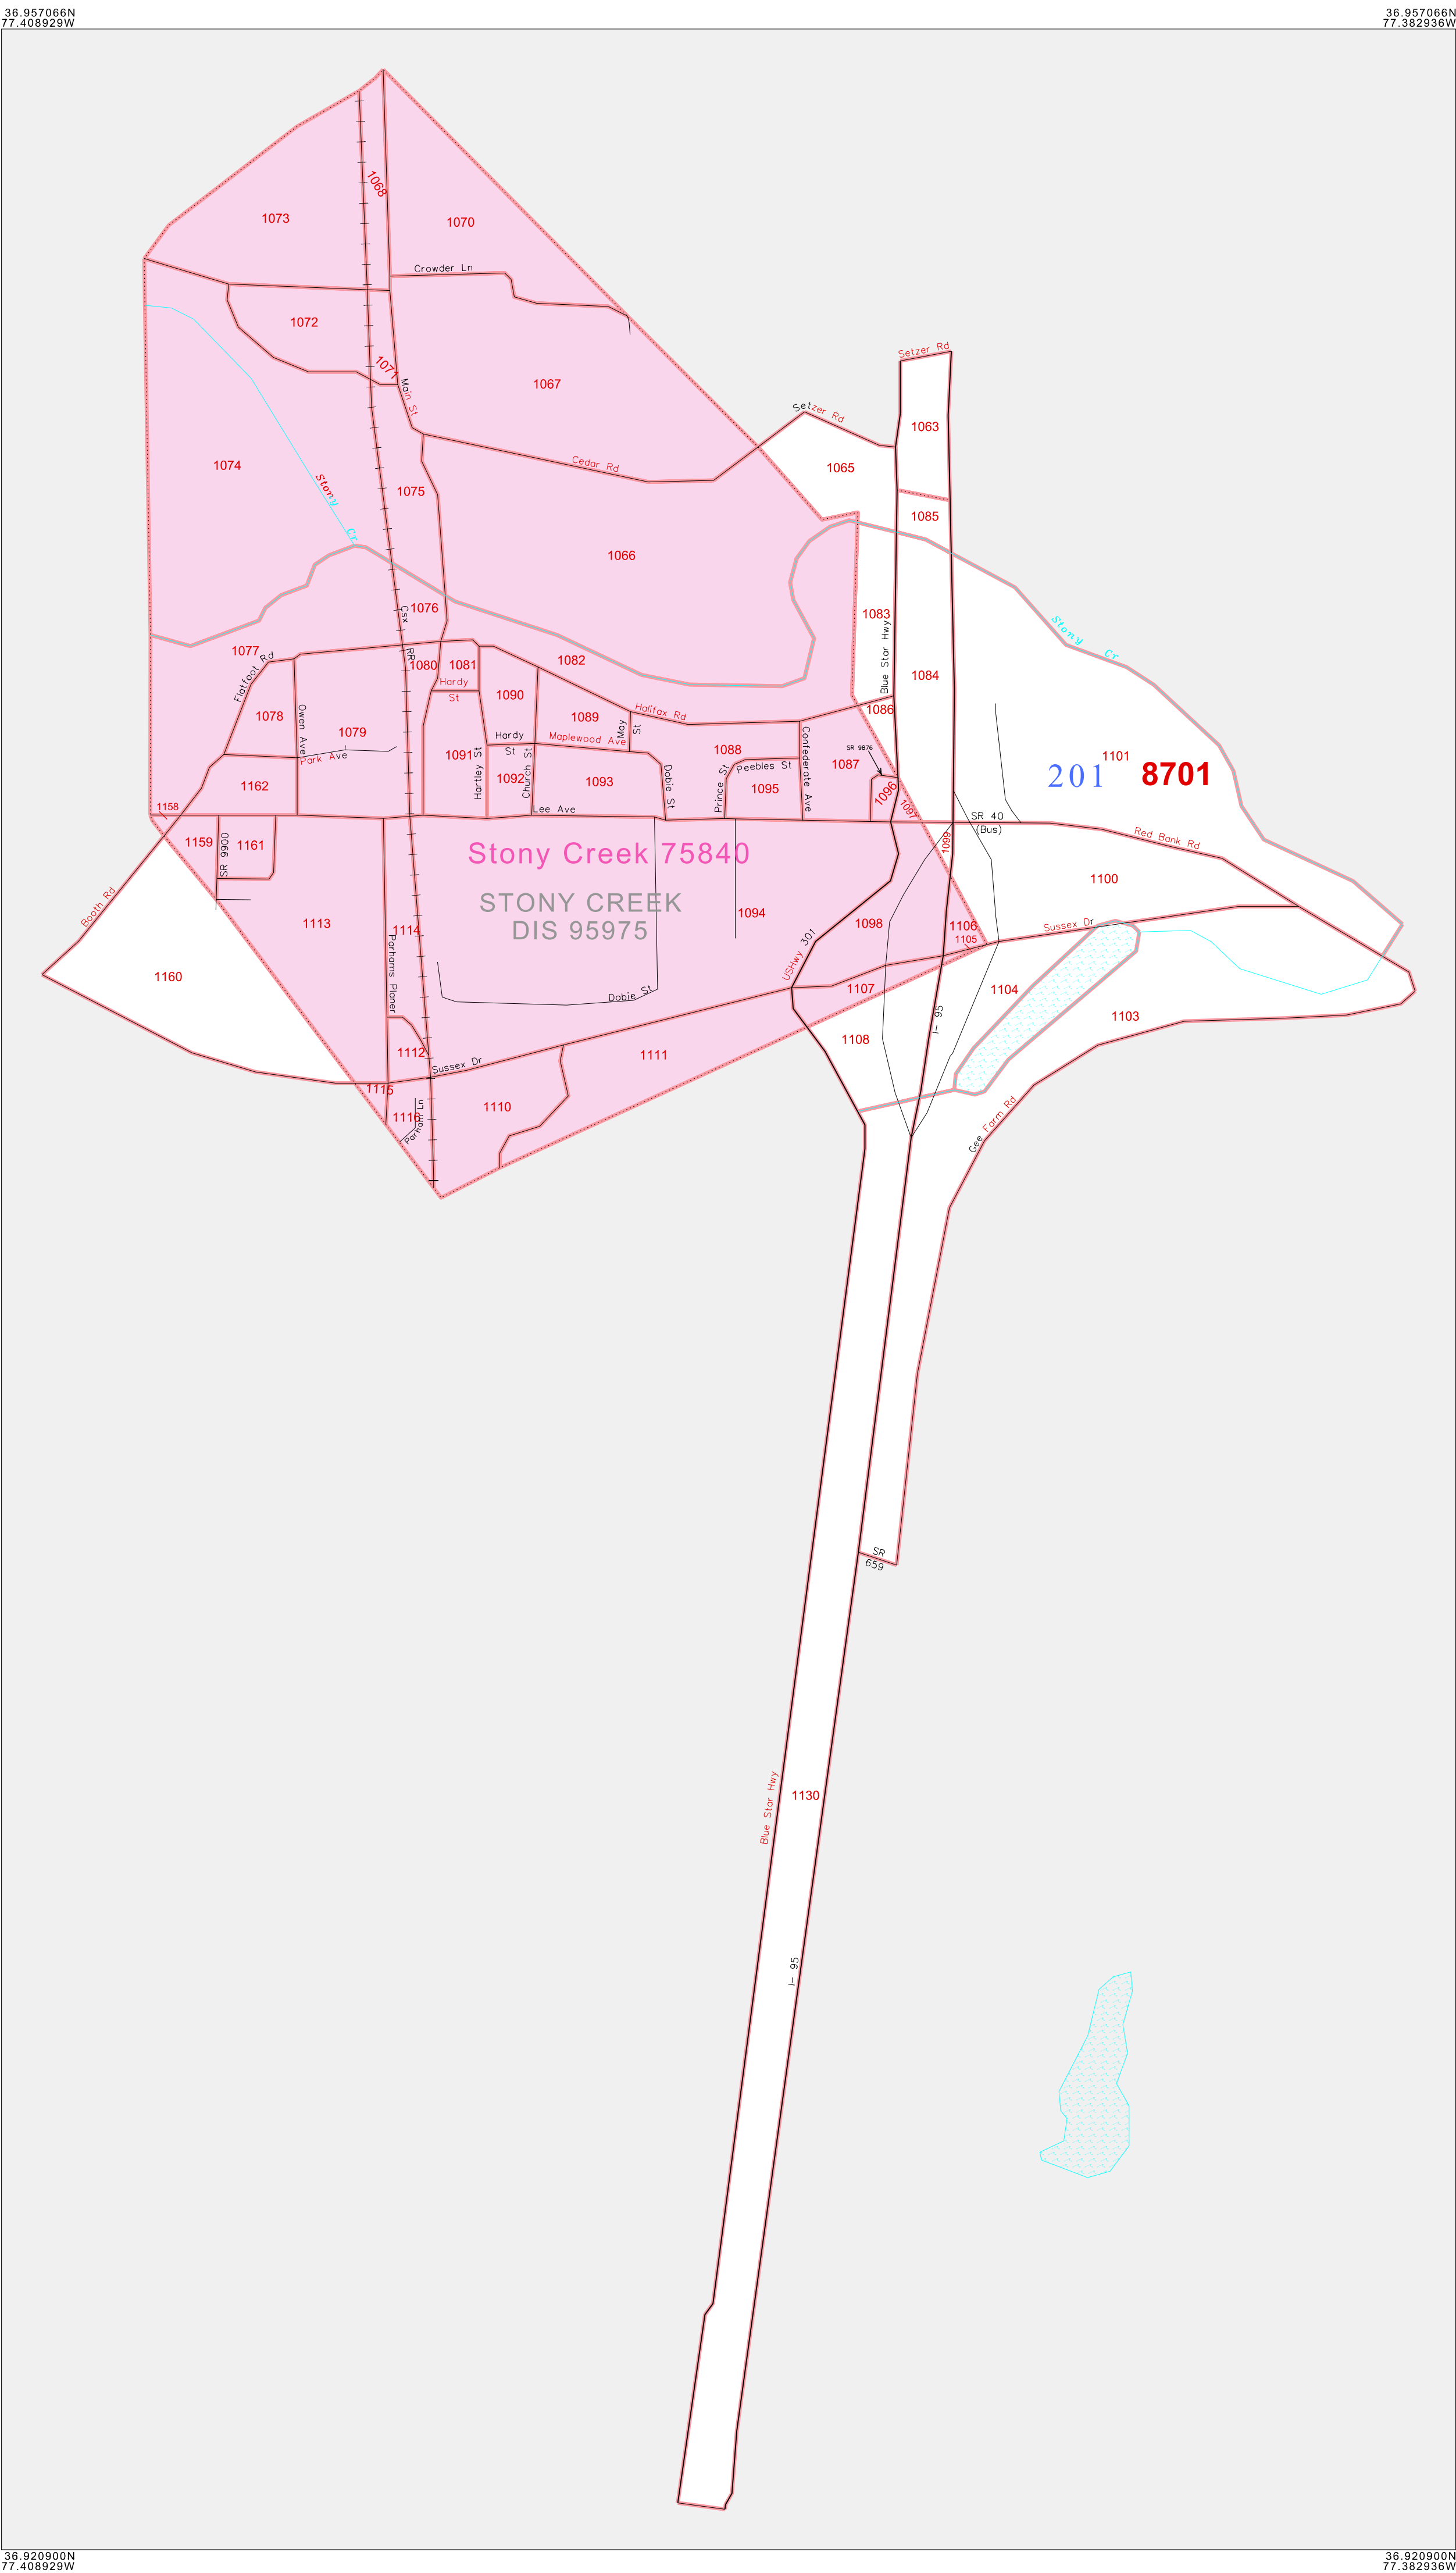 36.957066N
77.408929W
36.957066N
77.382936W
1068
1073
1070
Crowder Ln
1072
1071
Main St
1067
Setzer Rd
1063
Setzer Rd
1065
Cedar Rd
1074
Stony
Cr
1075
1085
1066
1076
Csx
RR
1083
Blue Star Hwy
Stony
Cr
1077
Flatfoot Rd
1080
1081
1082
1084
Hardy
St
1090
1086
1078
Owen Ave
1079
Park Ave
1089
May
St
Halifax Rd
Hardy
St
Maplewood Ave
1088
Confederate Ave
SR 9876
1091
Hartley St
1092
Church St
1093
Dobie St
Prince St
Peebles St
1095
1087
1096
1097
1101
201
8701
1162
1158
Lee Ave
SR 40
(Bus)
Red Bank Rd
1159
SR 9900
1161
1099
Stony Creek 75840
STONY CREEK
DIS 95975
1100
Booth Rd
1113
1114
Parhams Planer
1094
1098
1106
1105
Sussex Dr
USHwy 301
1160
1107
1104
Dobie St
I- 95
1103
1108
1112
Sussex Dr
1111
1115
1116
Parham Ln
1110
Gee Farm Rd
SR
659
Blue Star Hwy
1130
I- 95
36.920900N
77.408929W
36.920900N
77.382936W